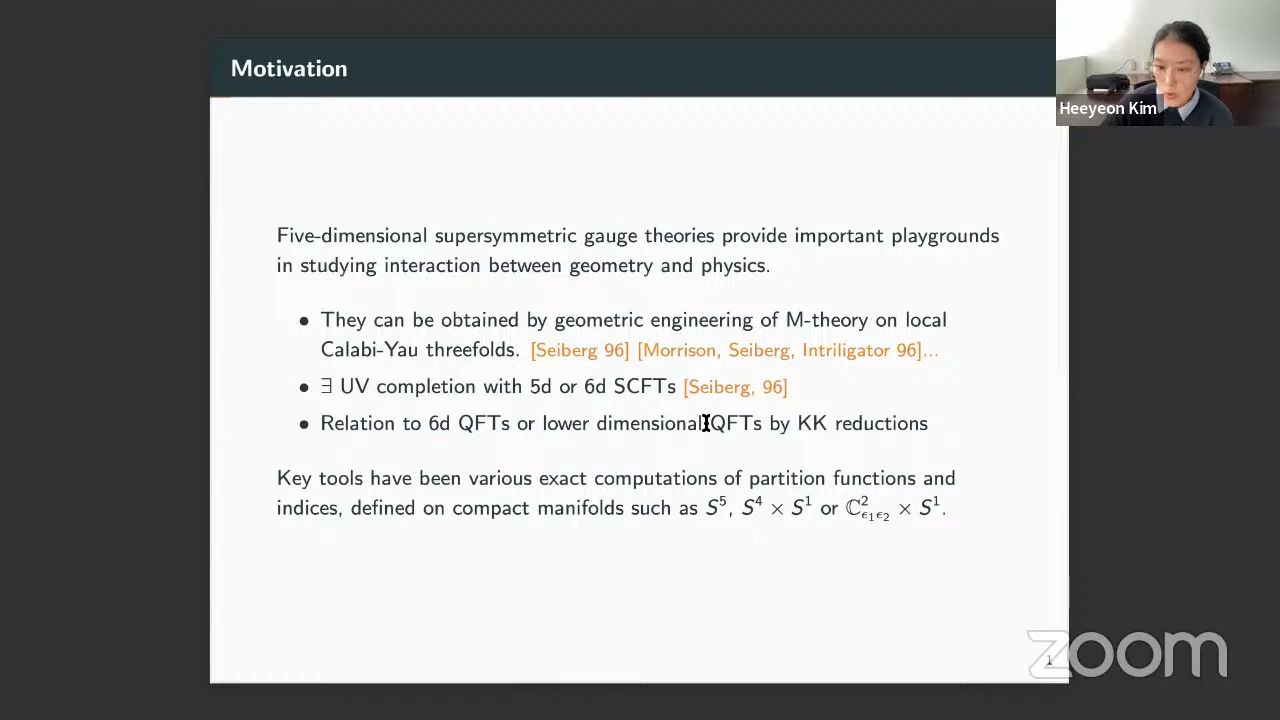 Motivation
Heeyeon Kim
Five-dimensional supersymmetric gauge theories provide important playgrounds
in studying interaction between geometry and physics.
• They can be obtained by geometric engineering of M-theory on local
Calabi-Yau threefolds. [Seiberg 96] [Morrison, Seiberg, Intriligator 96]...
• ∃ UV completion with 5d or 6d SCFTs [Seiberg, 96]
• Relation to 6d QFTs or lower dimensional QFTs by KK reductions
Key tools have been various exact computations of partition functions and
indices, defined on compact manifolds such as S⁵, S⁴ × S¹ or ℂ²_{ϵ₁ϵ₂} × S¹.
1
zoom